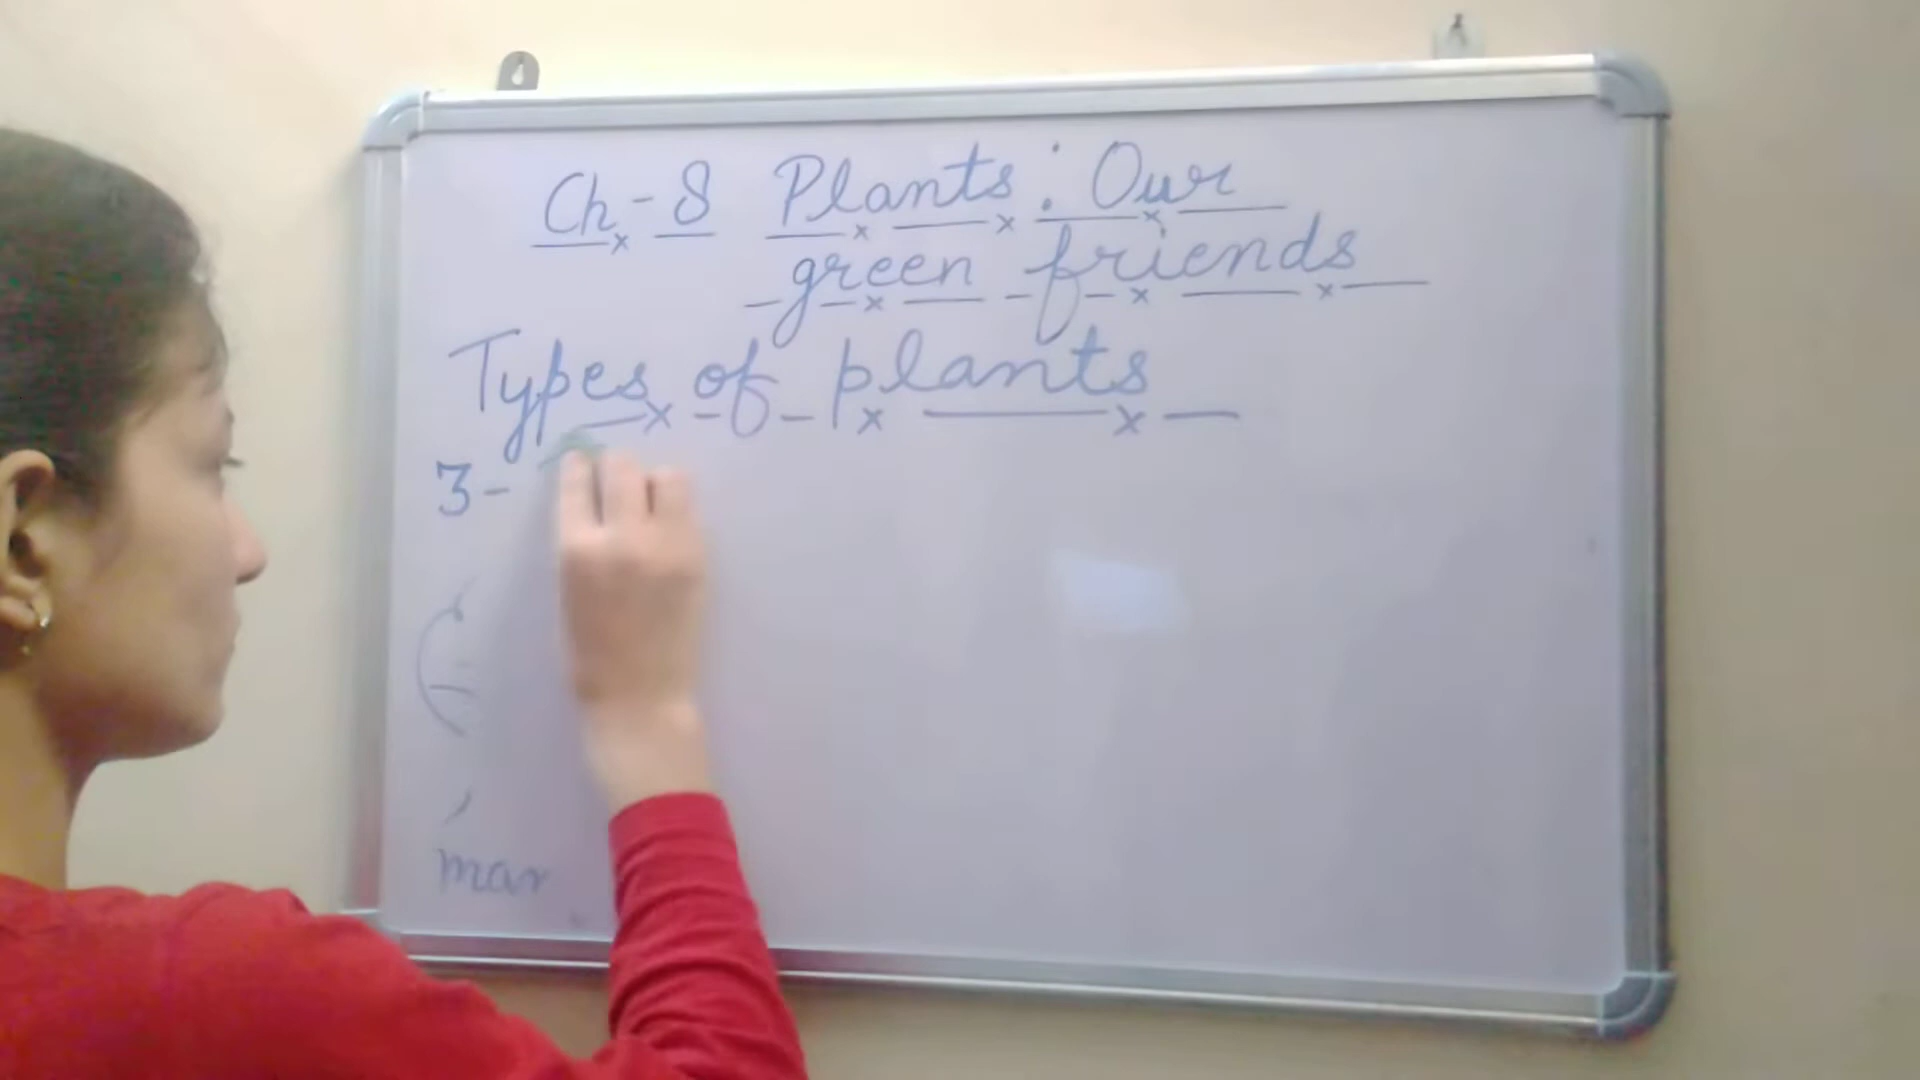 Ch-8 Plants: Our
green friends
Types of plants
3-
mar